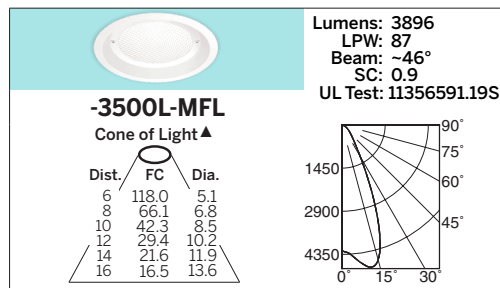 Lumens: 3896
LPW: 87
Beam: ~46°
SC: 0.9
UL Test: 11356591.19S
-3500L-MFL
Cone of Light▲
Dist. FC Dia.
6 118.0 5.1
8 66.1 6.8
10 42.3 8.5
12 29.4 10.2
14 21.6 11.9
16 16.5 13.6
90°
75°
1450
60°
2900
45°
4350
0° 15° 30°